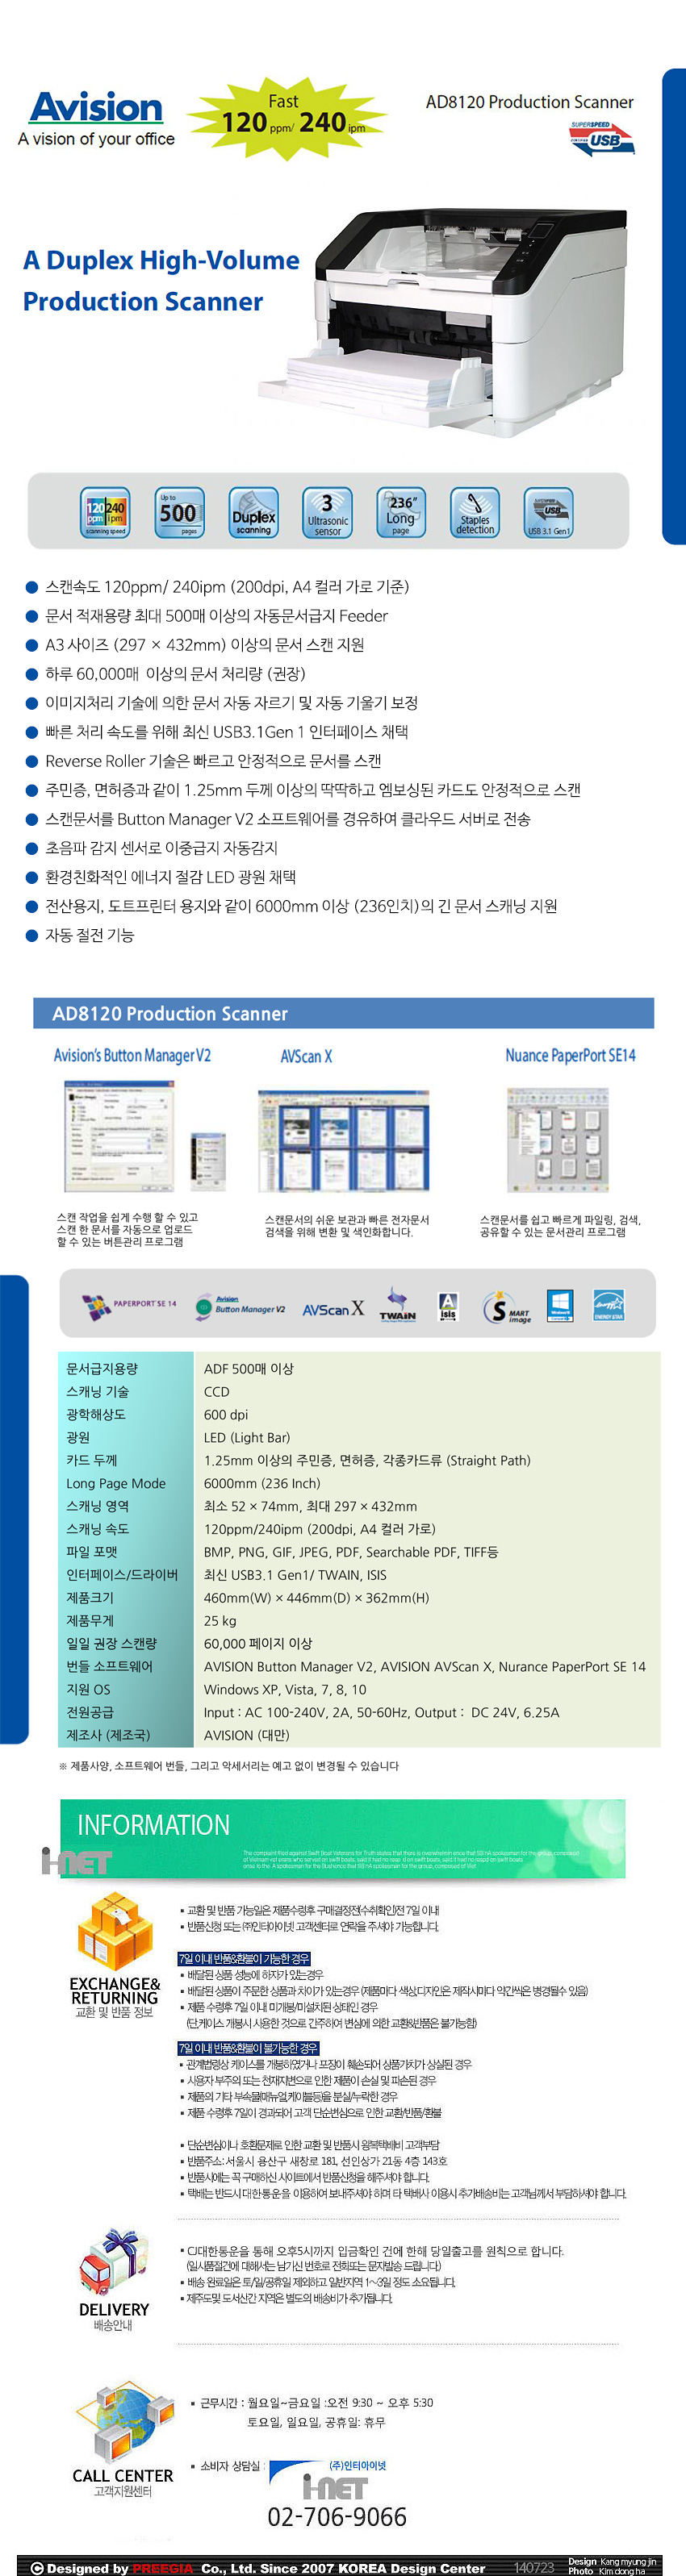 Avision
A vision of your office
Fast
120 ppm/ 240 ipm
AD8120 Production Scanner
SUPERSPEED
USB
A Duplex High-Volume
Production Scanner
120 ppm 240 ipm
scanning speed
Up to
500
pages
Duplex
scanning
3
Ultrasonic
sensor
236"
Long
page
Staples
detection
USB
USB 3.1 Gen1
● 스캔속도 120ppm/ 240ipm (200dpi, A4 컬러 가로 기준)
● 문서 적재용량 최대 500매 이상의 자동문서급지 Feeder
● A3 사이즈 (297 × 432mm) 이상의 문서 스캔 지원
● 하루 60,000매 이상의 문서 처리량 (권장)
● 이미지처리 기술에 의한 문서 자동 자르기 및 자동 기울기 보정
● 빠른 처리 속도를 위해 최신 USB3.1Gen 1 인터페이스 채택
● Reverse Roller 기술은 빠르고 안정적으로 문서를 스캔
● 주민증, 면허증과 같이 1.25mm 두께 이상의 딱딱하고 엠보싱된 카드도 안정적으로 스캔
● 스캔문서를 Button Manager V2 소프트웨어를 경유하여 클라우드 서버로 전송
● 초음파 감지 센서로 이중급지 자동감지
● 환경친화적인 에너지 절감 LED 광원 채택
● 전산용지, 도트프린터 용지와 같이 6000mm 이상 (236인치)의 긴 문서 스캐닝 지원
● 자동 절전 기능
AD8120 Production Scanner
Avision's Button Manager V2
AVScan X
Nuance PaperPort SE14
스캔 작업을 쉽게 수행 할 수 있고
스캔 한 문서를 자동으로 업로드
할 수 있는 버튼관리 프로그램
스캔문서의 쉬운 보관과 빠른 전자문서
검색을 위해 변환 및 색인화합니다.
스캔문서를 쉽고 빠르게 파일링, 검색,
공유할 수 있는 문서관리 프로그램
PAPERPORT SE 14
Avision
Button Manager V2
AVScan X
TWAIN
isis
SMART
image
ENERGY STAR
문서급지용량 ADF 500매 이상
스캐닝 기술 CCD
광학해상도 600 dpi
광원 LED (Light Bar)
카드 두께 1.25mm 이상의 주민증, 면허증, 각종카드류 (Straight Path)
Long Page Mode 6000mm (236 Inch)
스캐닝 영역 최소 52 × 74mm, 최대 297 × 432mm
스캐닝 속도 120ppm/240ipm (200dpi, A4 컬러 가로)
파일 포맷 BMP, PNG, GIF, JPEG, PDF, Searchable PDF, TIFF등
인터페이스/드라이버 최신 USB3.1 Gen1/ TWAIN, ISIS
제품크기 460mm(W) × 446mm(D) × 362mm(H)
제품무게 25 kg
일일 권장 스캔량 60,000 페이지 이상
번들 소프트웨어 AVISION Button Manager V2, AVISION AVScan X, Nurance PaperPort SE 14
지원 OS Windows XP, Vista, 7, 8, 10
전원공급 Input : AC 100-240V, 2A, 50-60Hz, Output : DC 24V, 6.25A
제조사 (제조국) AVISION (대만)
※ 제품사양, 소프트웨어 번들, 그리고 악세서리는 예고 없이 변경될 수 있습니다
INFORMATION
i-NET
EXCHANGE&
RETURNING
교환 및 반품 정보
▪ 교환 및 반품 가능일은 제품수령후 구매결정전(수취확인)전 7일 이내
▪ 반품신청 또는 ㈜인터아이넷 고객센터로 연락을 주셔야 가능합니다.
7일 이내 반품&환불이 가능한 경우
▪ 배달된 상품 성능에 하자가 있는경우
▪ 배달된 상품이 주문한 상품과 차이가 있는경우 (제품마다 색상,디자인은 제작시마다 약간씩은 병경될수 있음)
▪ 제품 수령후 7일 이내 미개봉/미설치된 상태인 경우
(단,케이스 개봉시 사용한 것으로 간주하여 변심에 의한 교환&반품은 불가능함)
7일 이내 반품&환불이 불가능한 경우
▪ 관계법령상 케이스를 개봉하였거나 포장이 훼손되어 상품가치가 상실된 경우
▪ 사용자 부주의 또는 천재지변으로 인한 제품이 손실 및 파손된 경우
▪ 제품의 기타 부속물(메뉴얼,케이블등)을 분실/누락한 경우
▪ 제품 수령후 7일이 경과되어 고객 단순변심으로 인한 교환/반품/환불
▪ 단순변심이나 호환문제로 인한 교환 및 반품시 왕복택배비 고객부담
▪ 반품주소: 서울시 용산구 새창로 181, 선인상가 21동 4층 143호
▪ 반품시에는 꼭 구매하신 사이트에서 반품신청을 해주셔야 합니다.
▪ 택배는 반드시 대한통운을 이용하여 보내주셔야 하며 타 택배사 이용시 추가배송비는 고객님께서 부담하셔야 합니다.
DELIVERY
배송안내
▪ CJ대한통운을 통해 오후5시까지 입금확인 건에 한해 당일출고를 원칙으로 합니다.
(일시품절건에 대해서는 남기신 번호로 전화또는 문자발송 드립니다.)
▪ 배송 완료일은 토/일/공휴일 제외하고 일반지역 1~3일 정도 소요됩니다.
▪ 제주도및 도서산간 지역은 별도의 배송비가 추가됩니다.
CALL CENTER
고객지원센터
▪ 근무시간 : 월요일~금요일 :오전 9:30 ~ 오후 5:30
토요일, 일요일, 공휴일: 휴무
▪ 소비자 상담실 :
(주)인터아이넷
i-NET
02-706-9066
© Designed by PREEGIA Co., Ltd. Since 2007 KOREA Design Center
140723
Design Kang myung jin
Photo Kim dong ha